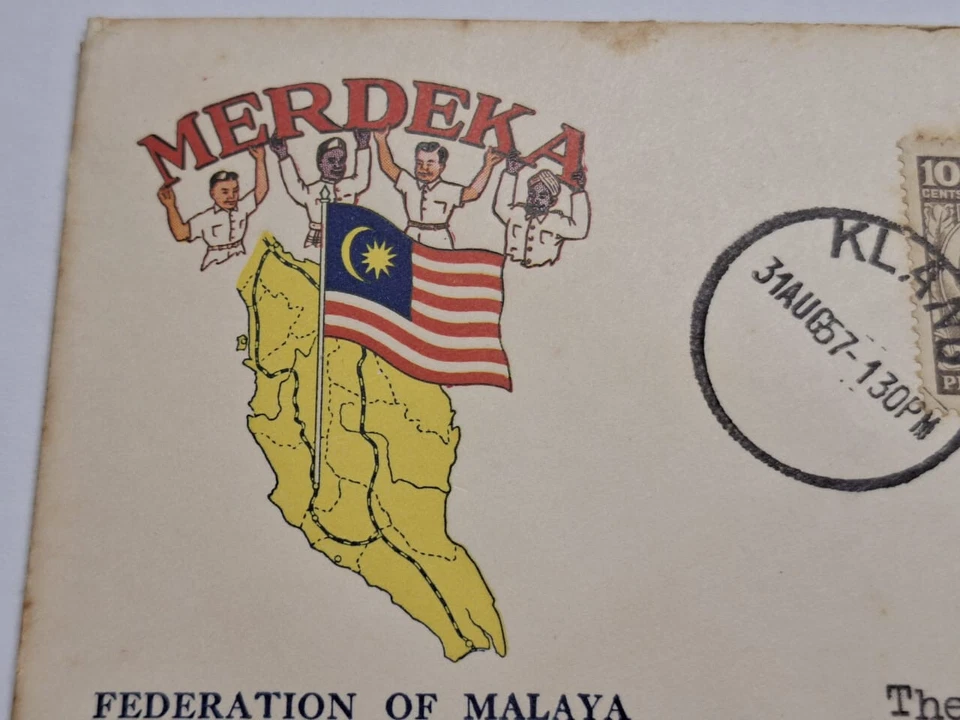 MERDEKA
10
CENTS
KLANG
31AUG57-130PM
FEDERATION OF MALAYA
The